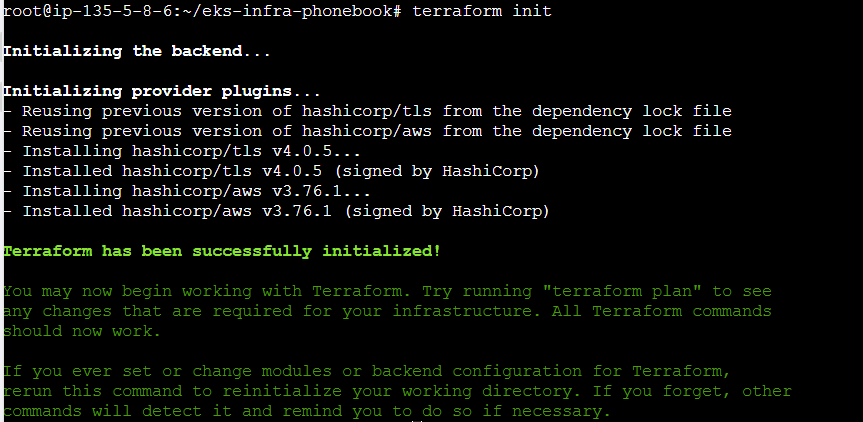 root@ip-135-5-8-6:~/eks-infra-phonebook# terraform init
Initializing the backend...
Initializing provider plugins...
- Reusing previous version of hashicorp/tls from the dependency lock file
- Reusing previous version of hashicorp/aws from the dependency lock file
- Installing hashicorp/tls v4.0.5...
- Installed hashicorp/tls v4.0.5 (signed by HashiCorp)
- Installing hashicorp/aws v3.76.1...
- Installed hashicorp/aws v3.76.1 (signed by HashiCorp)
Terraform has been successfully initialized!
You may now begin working with Terraform. Try running "terraform plan" to see
any changes that are required for your infrastructure. All Terraform commands
should now work.
If you ever set or change modules or backend configuration for Terraform,
rerun this command to reinitialize your working directory. If you forget, other
commands will detect it and remind you to do so if necessary.